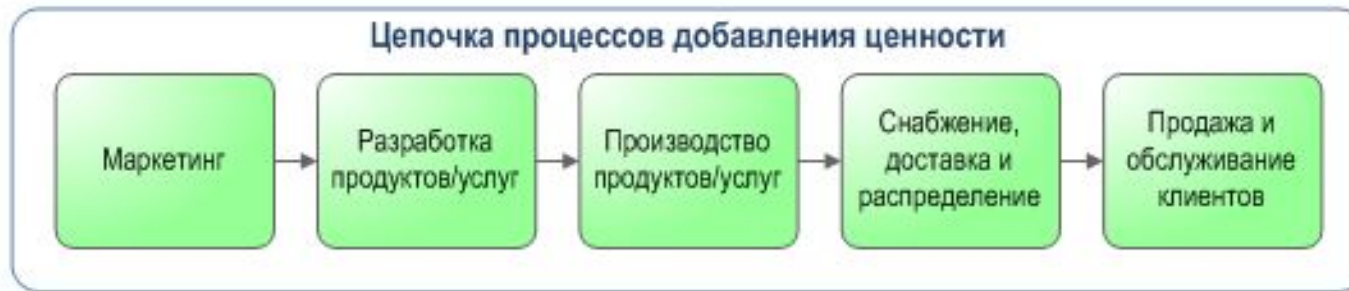 Цепочка процессов добавления ценности
Маркетинг
Разработка
продуктов/услуг
Производство
продуктов/услуг
Снабжение,
доставка и
распределение
Продажа и
обслуживание
клиентов